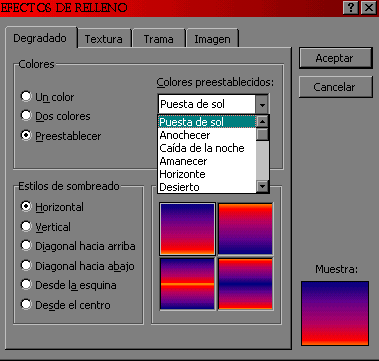 EFECTOS DE RELLENO
Degradado
Textura
Trama
Imagen
Aceptar
Cancelar
Colores
Un color
Dos colores
Preestablecer
Colores preestablecidos:
Puesta de sol
Puesta de sol
Anochecer
Caída de la noche
Amanecer
Horizonte
Desierto
Estilos de sombreado
Horizontal
Vertical
Diagonal hacia arriba
Diagonal hacia abajo
Desde la esquina
Desde el centro
Muestra: